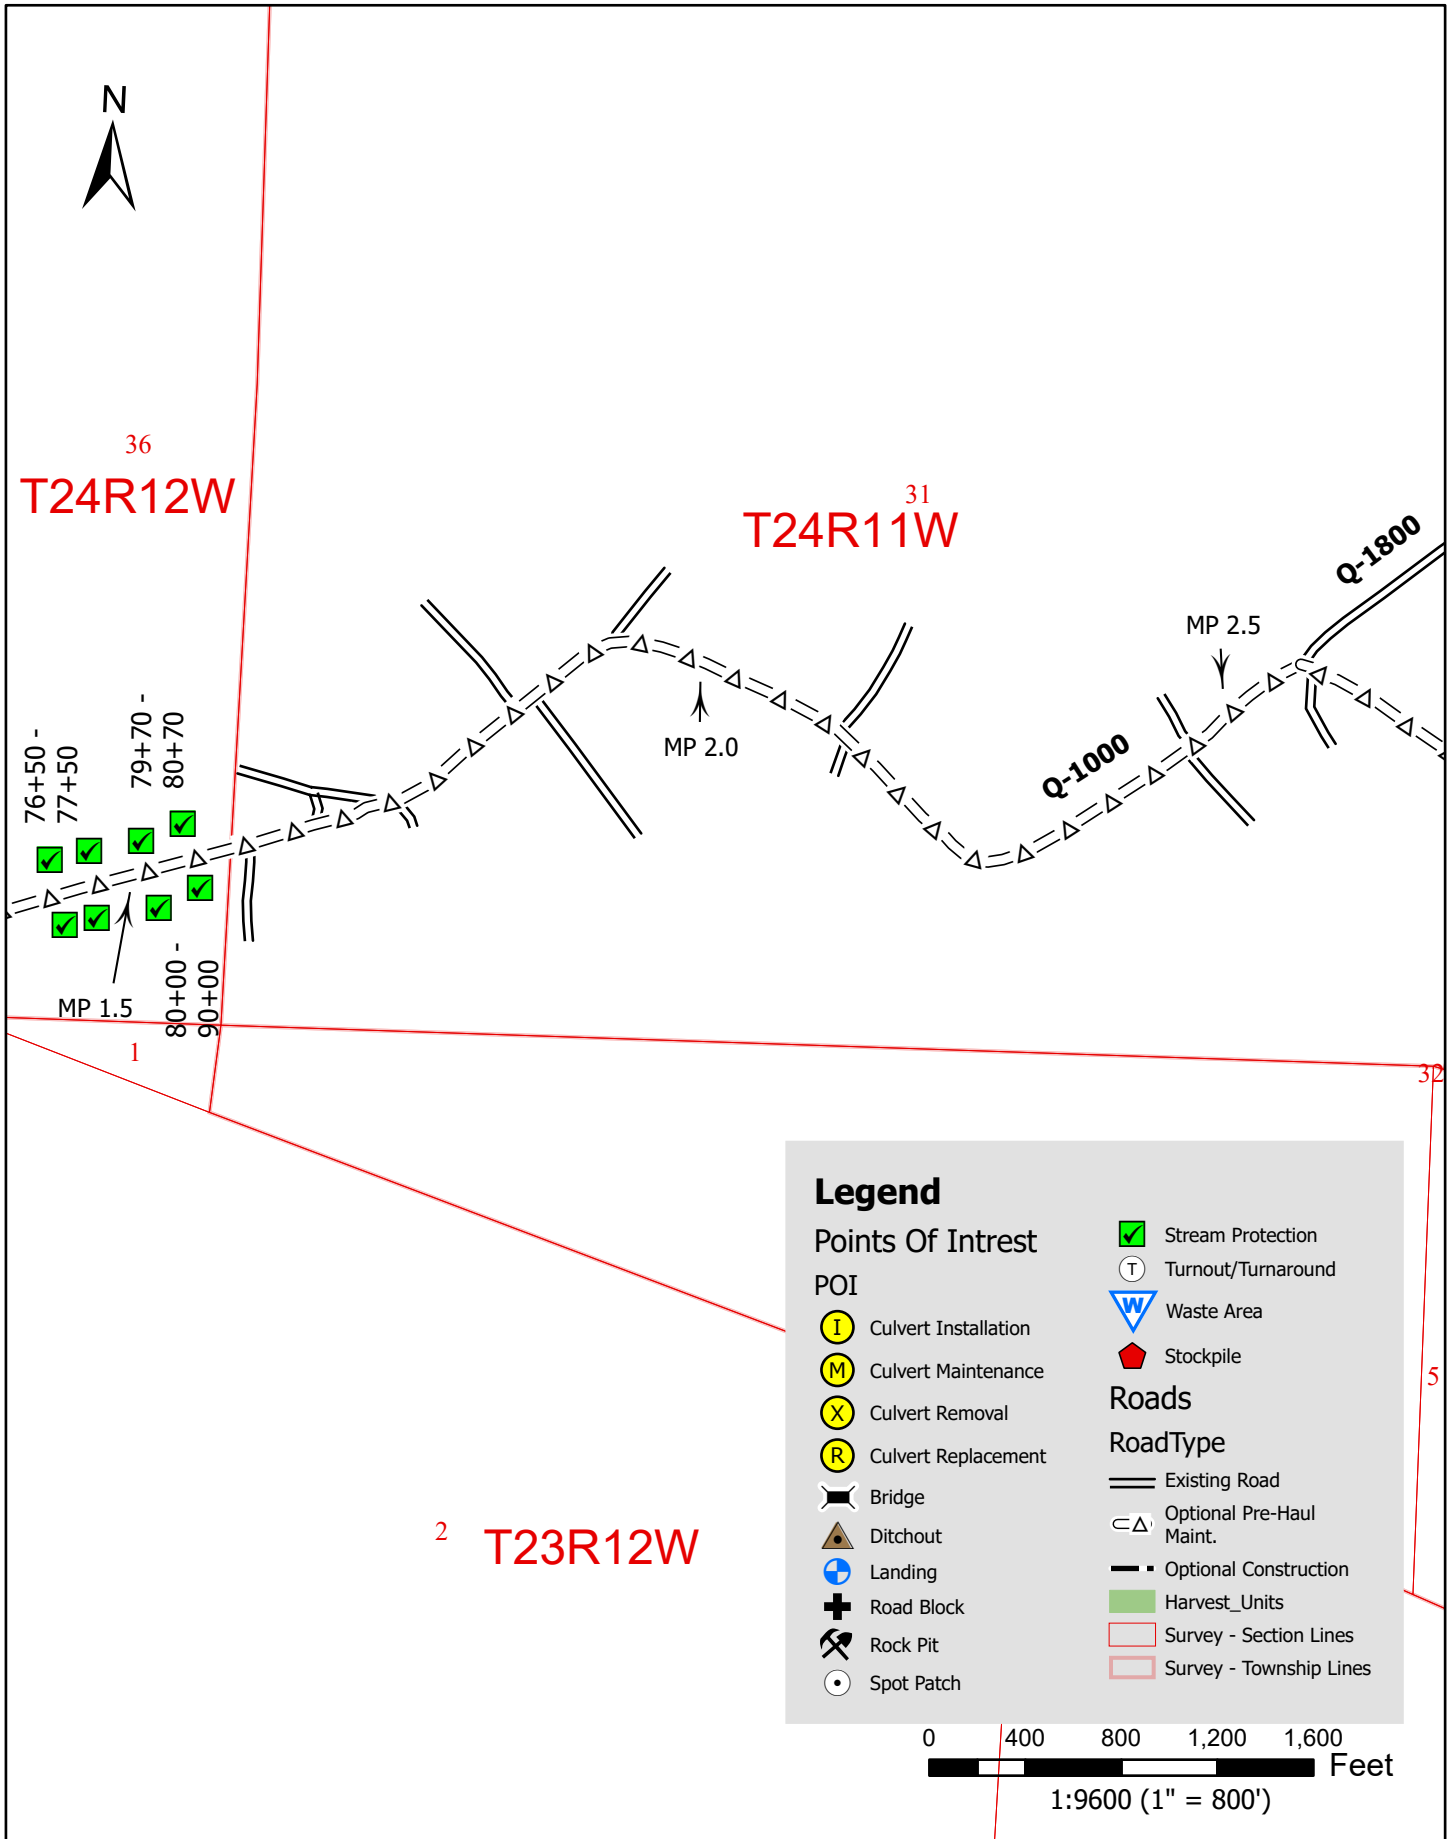 N
36
T24R12W
31
T24R11W
Q-1800
MP 2.5
76+50 -
77+50
79+70 -
80+70
MP 2.0
Q-1000
MP 1.5
80+00 -
90+00
1
32
5
2
T23R12W
Legend
Points Of Intrest
POI
Culvert Installation
Culvert Maintenance
Culvert Removal
Culvert Replacement
Bridge
Ditchout
Landing
Road Block
Rock Pit
Spot Patch
Stream Protection
Turnout/Turnaround
Waste Area
Stockpile
Roads
RoadType
Existing Road
Optional Pre-Haul
Maint.
Optional Construction
Harvest_Units
Survey - Section Lines
Survey - Township Lines
I
M
X
R
T
W
0 400 800 1,200 1,600
Feet
1:9600 (1" = 800')